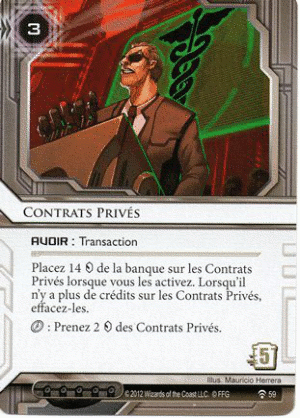 3
CONTRATS PRIVÉS
AVOIR : Transaction
Placez 14 de la banque sur les Contrats
Privés lorsque vous les activez. Lorsqu'il
n'y a plus de crédits sur les Contrats Privés,
effacez-les.
: Prenez 2 des Contrats Privés.
5
Illus. Mauricio Herrera
© 2012 Wizards of the Coast LLC. © FFG 59